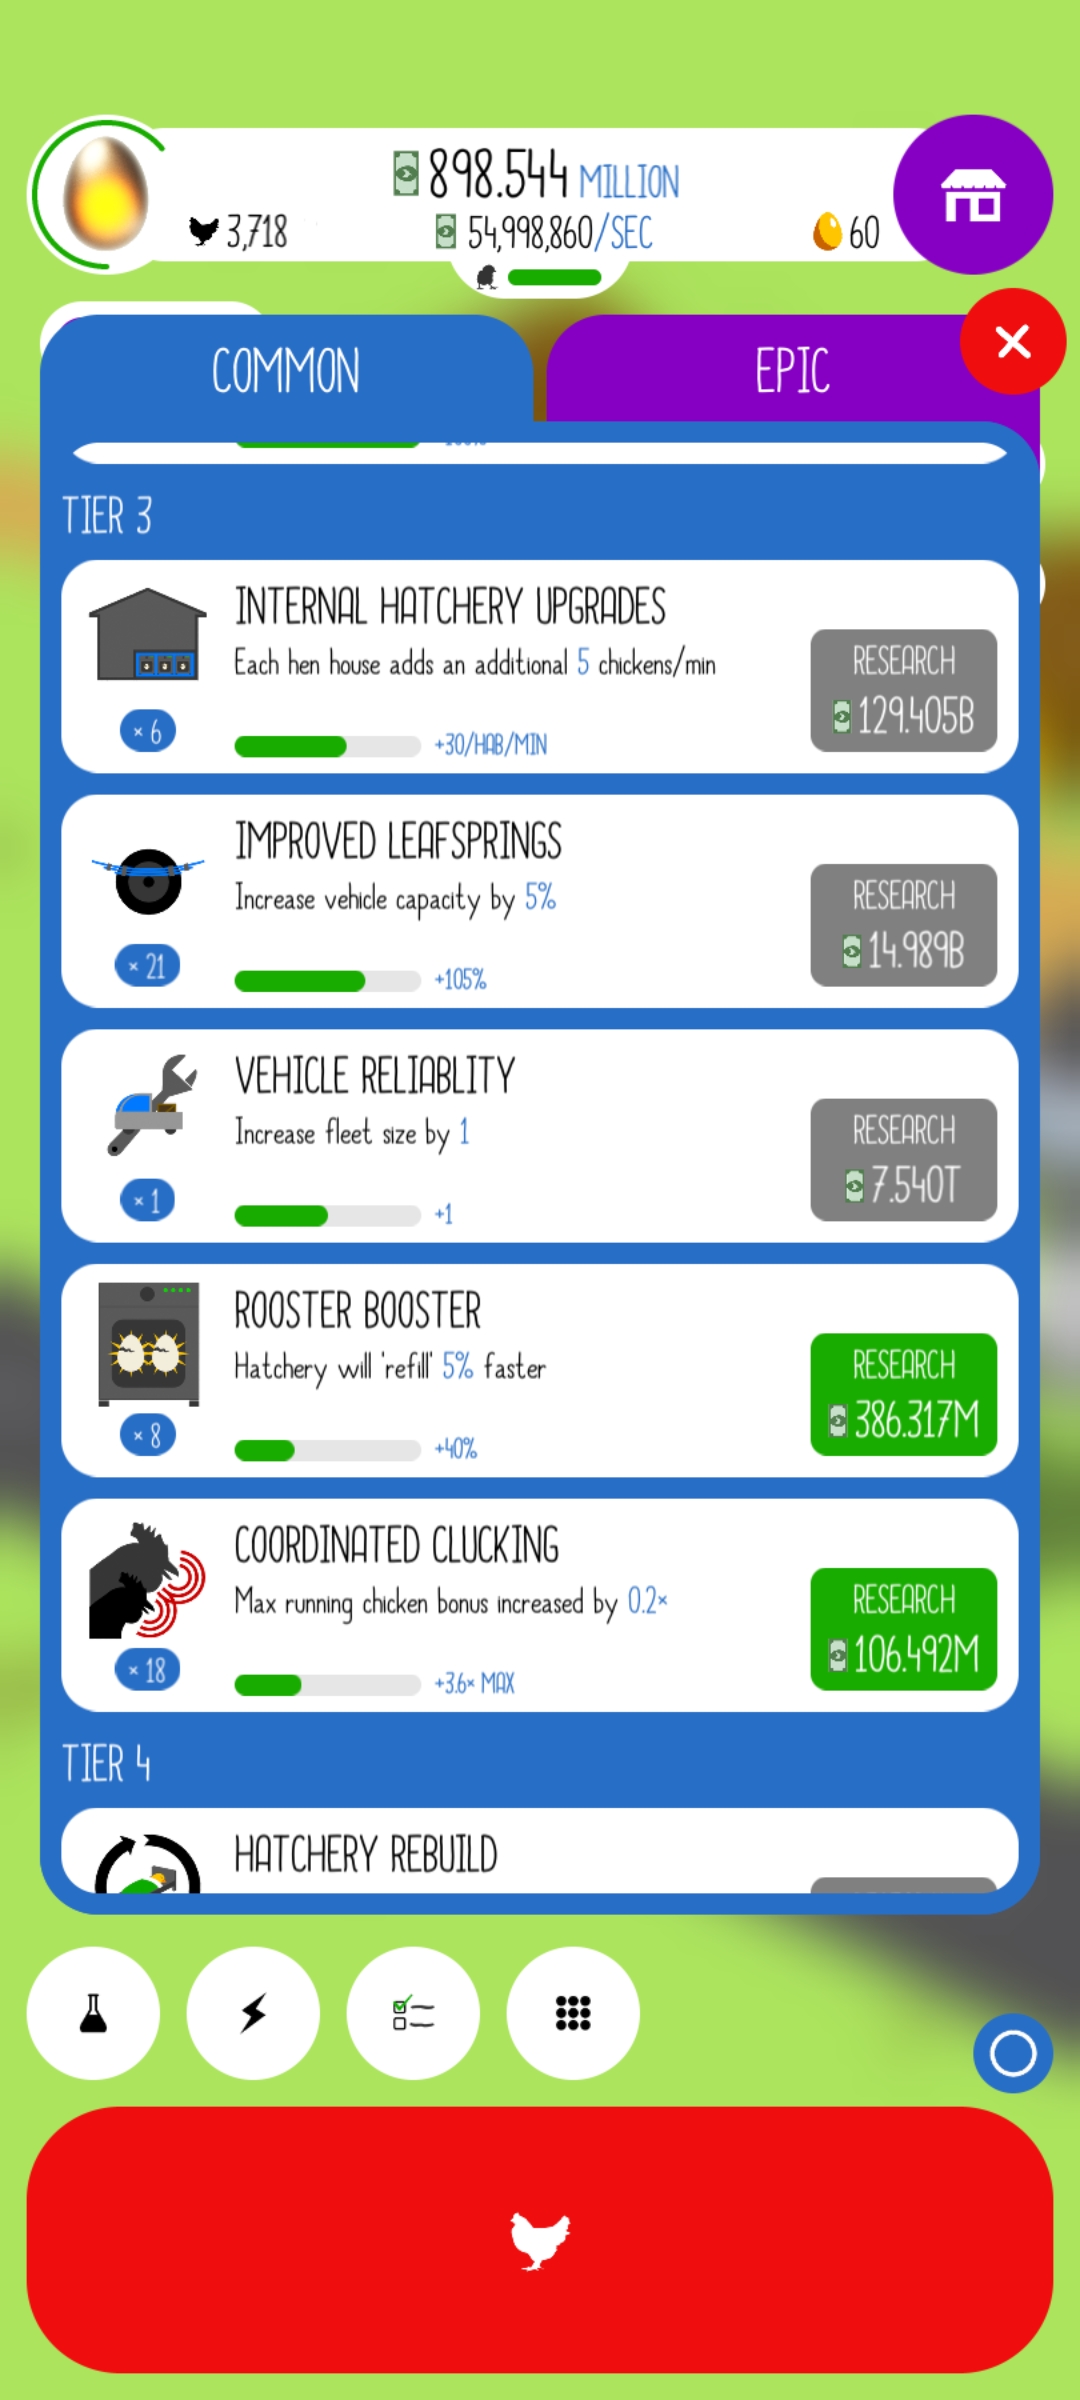 898.544 MILLION
3,718
54,998,860/SEC
60
COMMON
EPIC
TIER 3
INTERNAL HATCHERY UPGRADES
Each hen house adds an additional 5 chickens/min
× 6
+30/HAB/MIN
RESEARCH
129.405B
IMPROVED LEAFSPRINGS
Increase vehicle capacity by 5%
× 21
+105%
RESEARCH
14.989B
VEHICLE RELIABLITY
Increase fleet size by 1
× 1
+1
RESEARCH
7.540T
ROOSTER BOOSTER
Hatchery will 'refill' 5% faster
× 8
+40%
RESEARCH
386.317M
COORDINATED CLUCKING
Max running chicken bonus increased by 0.2×
× 18
+3.6× MAX
RESEARCH
106.492M
TIER 4
HATCHERY REBUILD